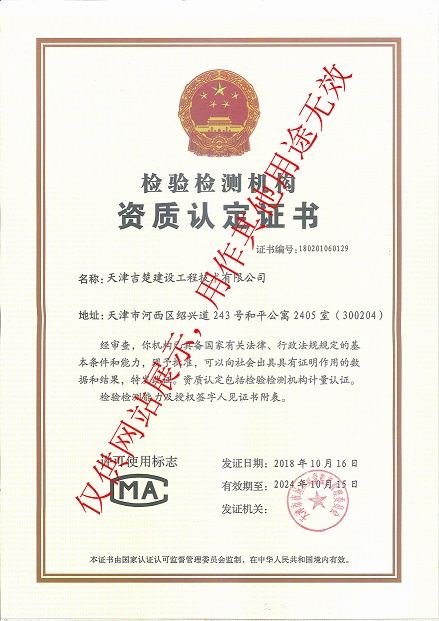 检验检测机构
资质认定证书
证书编号:180201060129
名称:天津吉楚建设工程技术有限公司
地址:天津市河西区绍兴道243号和平公寓2405室(300204)
经审查,你机构已具备国家有关法律、行政法规规定的基
本条件和能力,现予批准,可以向社会出具具有证明作用的数
据和结果,特发此证。资质认定包括检验检测机构计量认证。
检验检测能力及授权签字人见证书附表。
许可使用标志
MA
发证日期:2018年10月16日
有效期至:2024年10月15日
发证机关:
本证书由国家认证认可监督管理委员会监制,在中华人民共和国境内有效。
仅供网站展示,用作其他用途无效